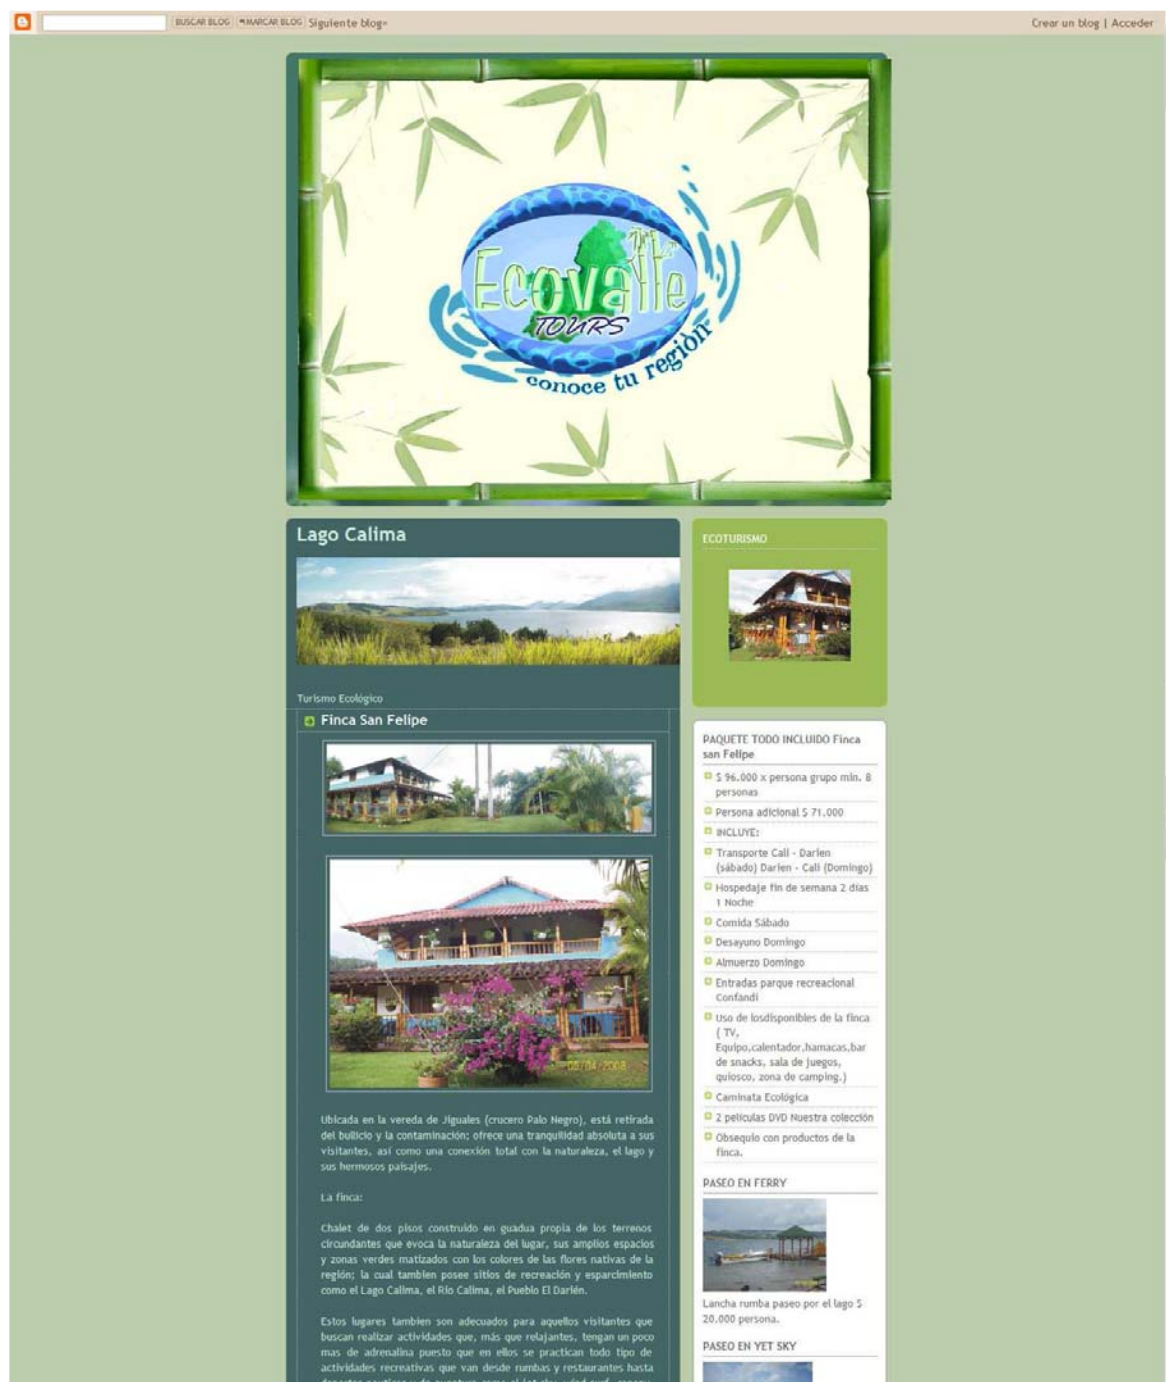 BUSCAR BLOG MARCAR BLOG Siguiente blog»
Crear un blog | Acceder
Ecovalle
TOURS
conoce tu región
Lago Calima
Turismo Ecológico
Finca San Felipe
05/04/2008
Ubicada en la vereda de Jiguales (crucero Palo Negro), está retirada
del bullicio y la contaminación; ofrece una tranquilidad absoluta a sus
visitantes, así como una conexión total con la naturaleza, el lago y
sus hermosos paisajes.
La finca:
Chalet de dos pisos construido en guadua propia de los terrenos
circundantes que evoca la naturaleza del lugar, sus amplios espacios
y zonas verdes matizados con los colores de las flores nativas de la
región; la cual tambien posee sitios de recreación y esparcimiento
como el Lago Calima, el Rio Calima, el Pueblo El Darién.
Estos lugares tambien son adecuados para aquellos visitantes que
buscan realizar actividades que, más que relajantes, tengan un poco
mas de adrenalina puesto que en ellos se practican todo tipo de
actividades recreativas que van desde rumbas y restaurantes hasta
ECOTURISMO
PAQUETE TODO INCLUIDO Finca
san Felipe
$ 96.000 x persona grupo min. 8
personas
Persona adicional $ 71.000
INCLUYE:
Transporte Cali - Darien
(sábado) Darien - Cali (Domingo)
Hospedaje fin de semana 2 días
1 Noche
Comida Sábado
Desayuno Domingo
Almuerzo Domingo
Entradas parque recreacional
Confandi
Uso de losdisponibles de la finca
( TV,
Equipo,calentador,hamacas,bar
de snacks, sala de juegos,
quiosco, zona de camping.)
Caminata Ecológica
2 películas DVD Nuestra colección
Obsequio con productos de la
finca.
PASEO EN FERRY
Lancha rumba paseo por el lago $
20.000 persona.
PASEO EN YET SKY